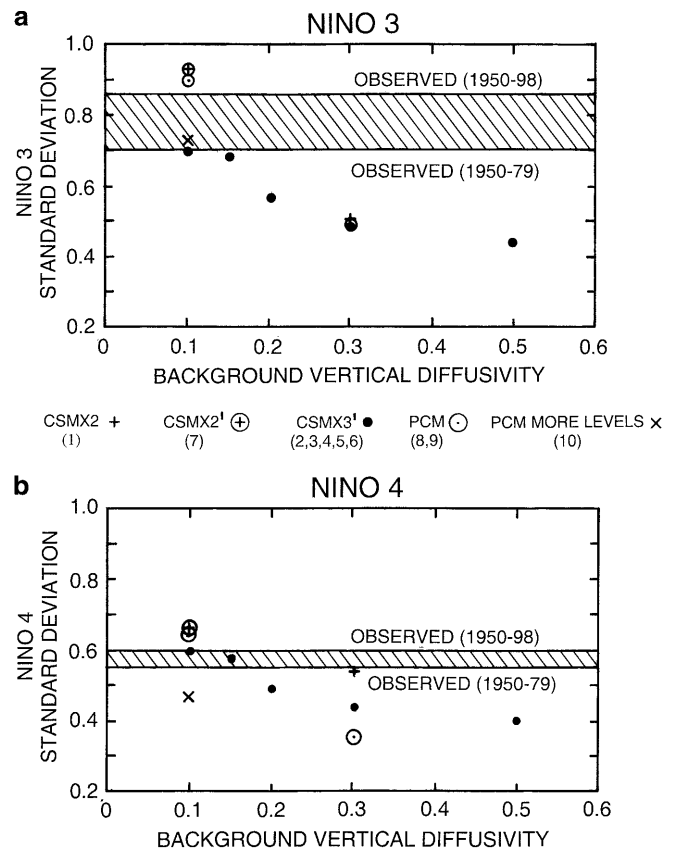 a
NINO 3
1.0
0.8
0.6
0.4
0.2
NINO 3
STANDARD DEVIATION
OBSERVED (1950-98)
OBSERVED (1950-79)
0 0.1 0.2 0.3 0.4 0.5 0.6
BACKGROUND VERTICAL DIFFUSIVITY
CSMX2 + CSMX2' ⊕ CSMX3' ● PCM ⊙ PCM MORE LEVELS ×
(1) (7) (2,3,4,5,6) (8,9) (10)
b
NINO 4
1.0
0.8
0.6
0.4
0.2
NINO 4
STANDARD DEVIATION
OBSERVED (1950-98)
OBSERVED (1950-79)
0 0.1 0.2 0.3 0.4 0.5 0.6
BACKGROUND VERTICAL DIFFUSIVITY